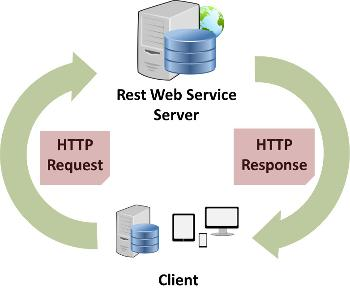 Rest Web Service
Server
HTTP
Request
HTTP
Response
Client